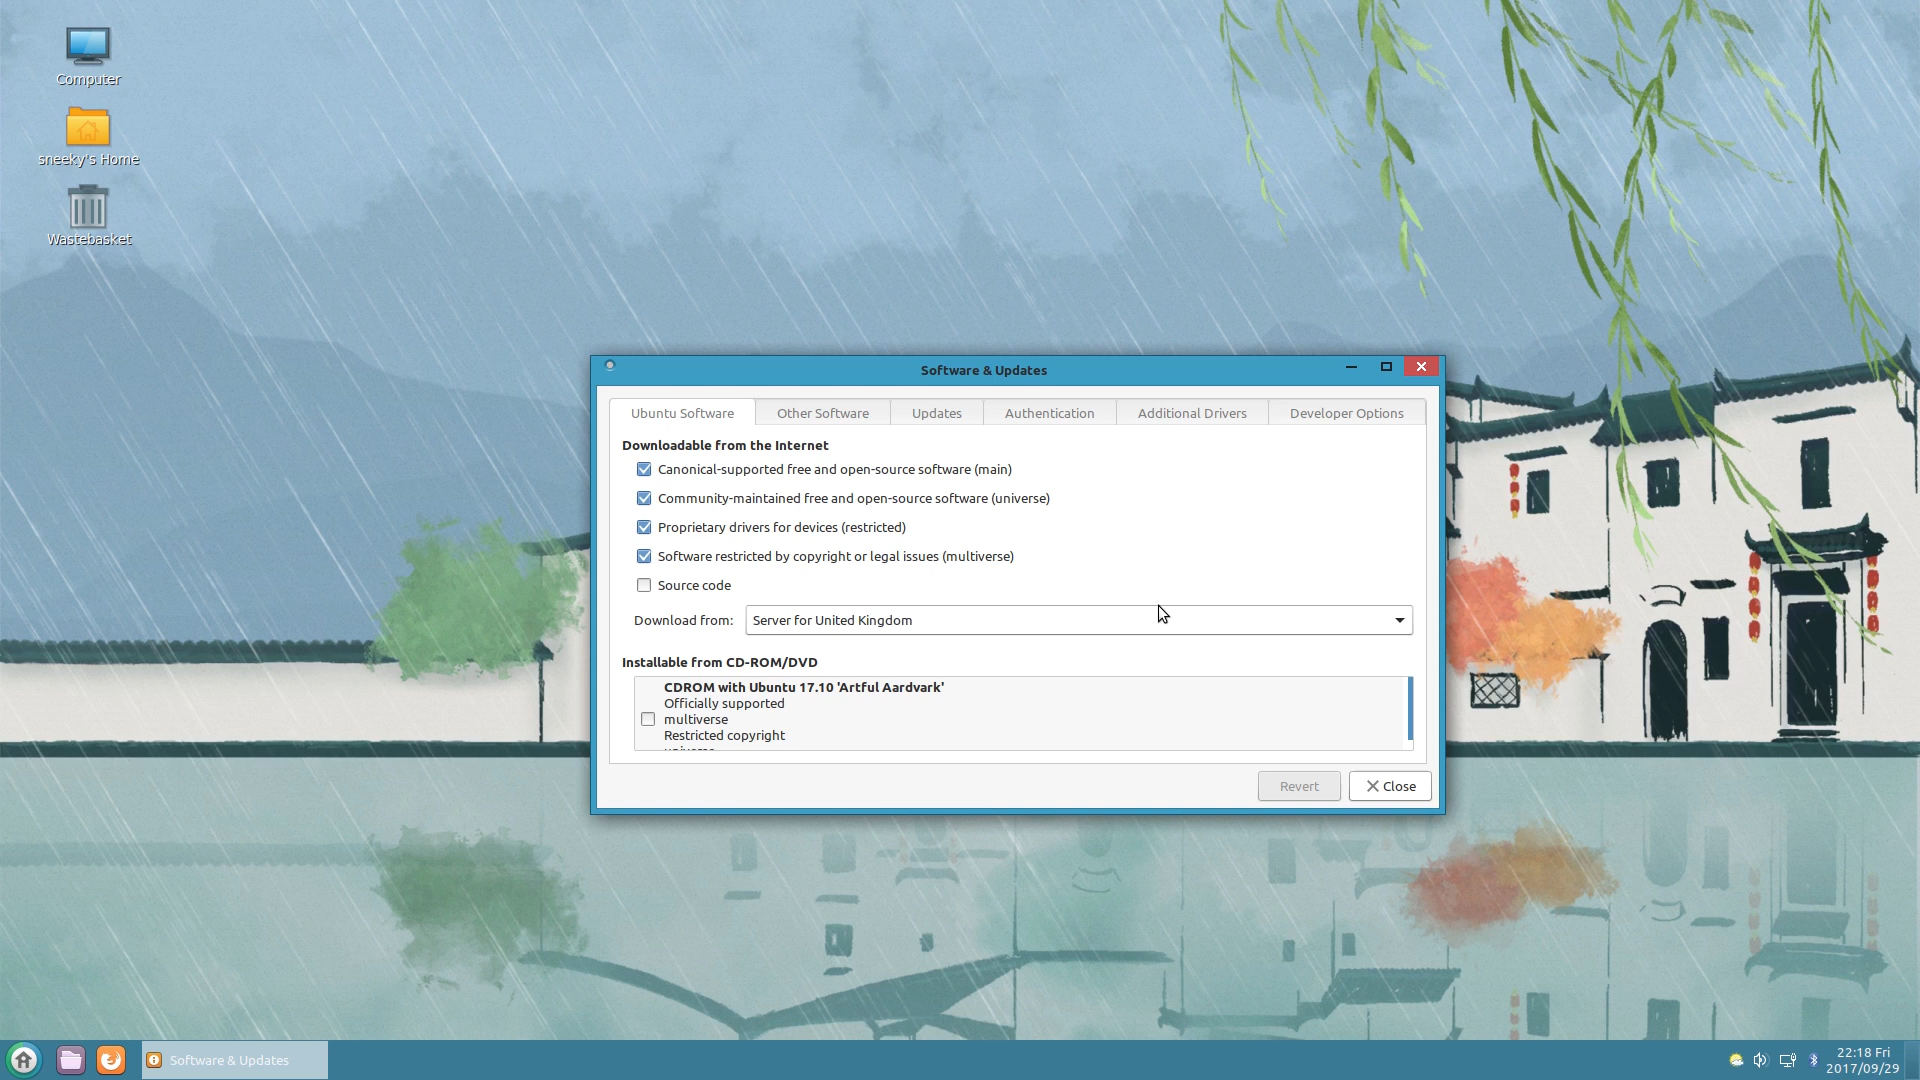 Computer
sneeky's Home
Wastebasket
Software & Updates
Ubuntu Software
Other Software
Updates
Authentication
Additional Drivers
Developer Options
Downloadable from the Internet
Canonical-supported free and open-source software (main)
Community-maintained free and open-source software (universe)
Proprietary drivers for devices (restricted)
Software restricted by copyright or legal issues (multiverse)
Source code
Download from: Server for United Kingdom
Installable from CD-ROM/DVD
CDROM with Ubuntu 17.10 'Artful Aardvark'
Officially supported
multiverse
Restricted copyright
Revert
Close
Software & Updates
22:18 Fri
2017/09/29